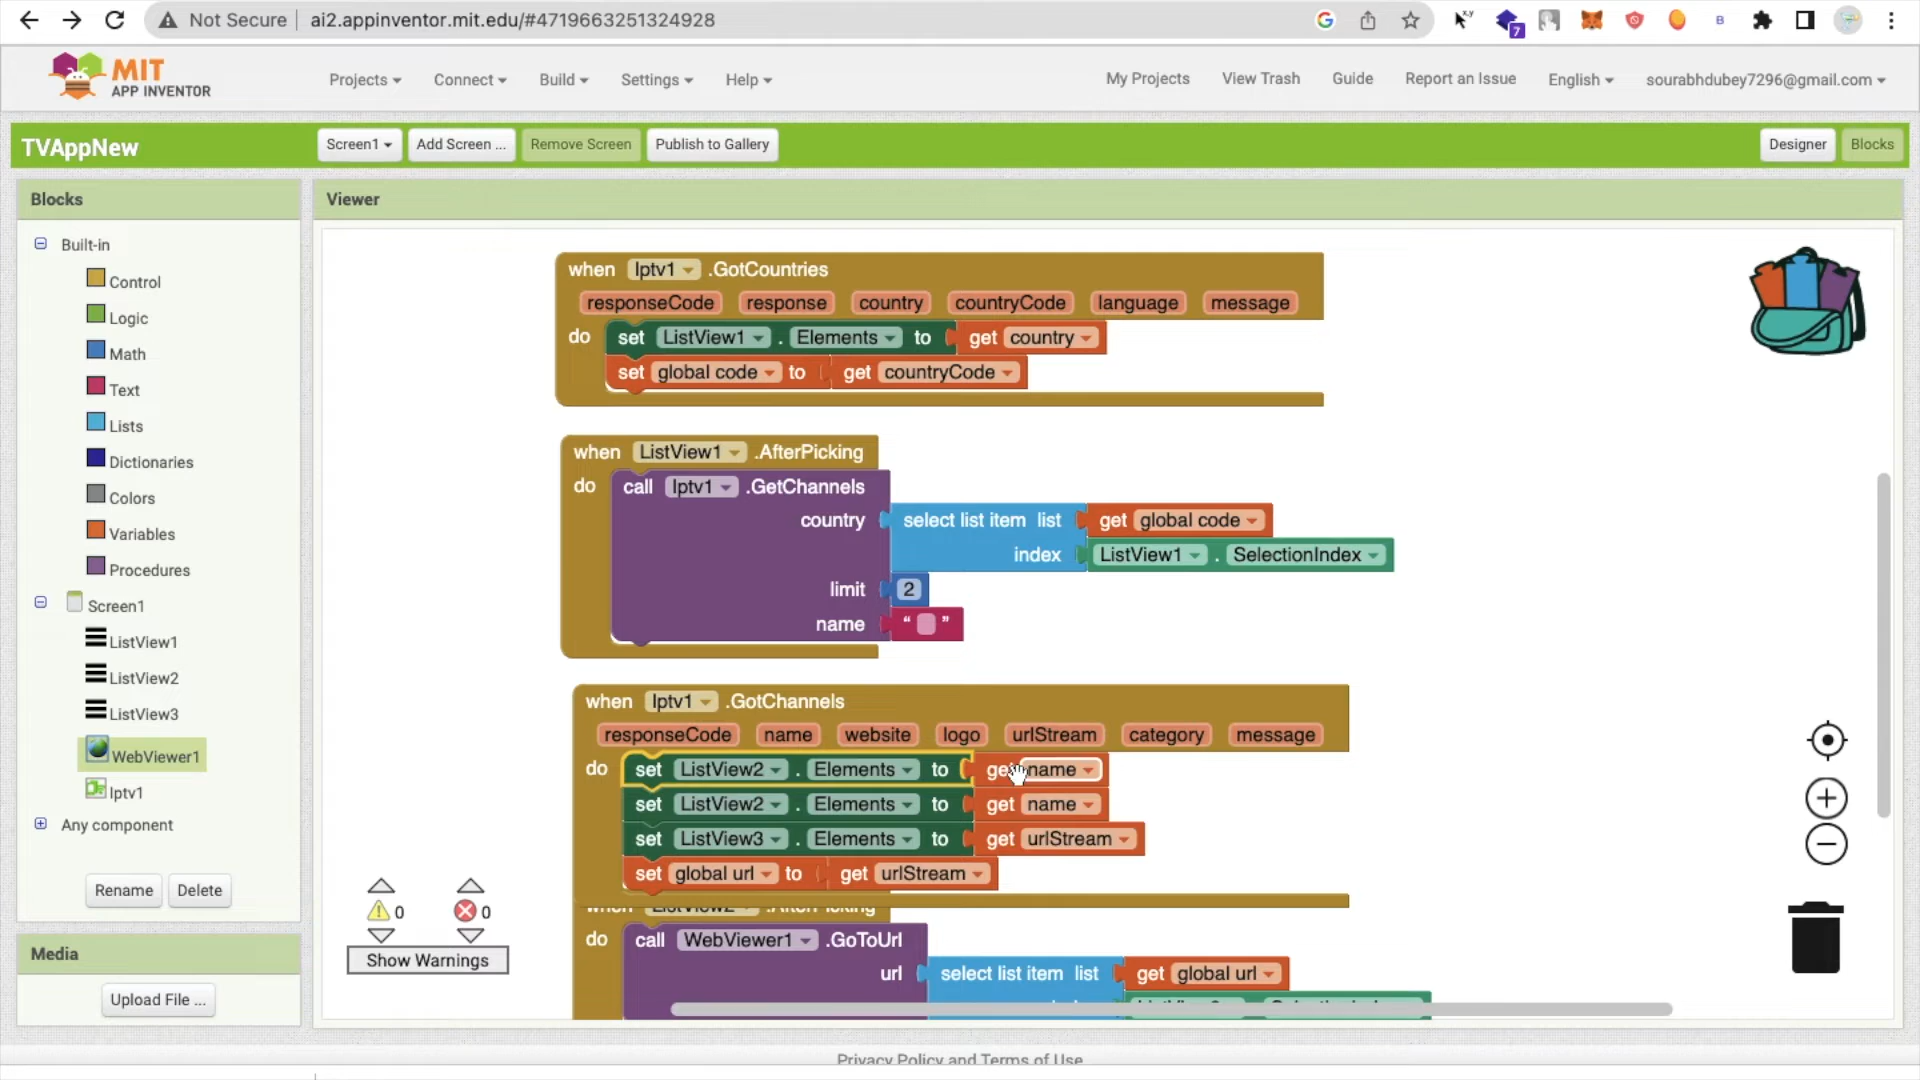 Not Secure ai2.appinventor.mit.edu/#4719663251324928
7
B
MIT
APP INVENTOR
Projects Connect Build Settings Help My Projects View Trash Guide Report an Issue English sourabhdubey7296@gmail.com
TVAppNew Screen1 Add Screen ... Remove Screen Publish to Gallery Designer Blocks
Blocks
Viewer
Built-in
Control
Logic
Math
Text
Lists
Dictionaries
Colors
Variables
Procedures
Screen1
ListView1
ListView2
ListView3
WebViewer1
Iptv1
Any component
Rename Delete
Media
Upload File ...
when Iptv1 .GotCountries
responseCode response country countryCode language message
do set ListView1 . Elements to get country
set global code to get countryCode
when ListView1 .AfterPicking
do call Iptv1 .GetChannels
country select list item list get global code
index ListView1 . SelectionIndex
limit 2
name “ ”
when Iptv1 .GotChannels
responseCode name website logo urlStream category message
do set ListView2 . Elements to get name
set ListView2 . Elements to get name
set ListView3 . Elements to get urlStream
set global url to get urlStream
when ListView2 .AfterPicking
do call WebViewer1 .GoToUrl
url select list item list get global url
0 0
Show Warnings
Privacy Policy and Terms of Use